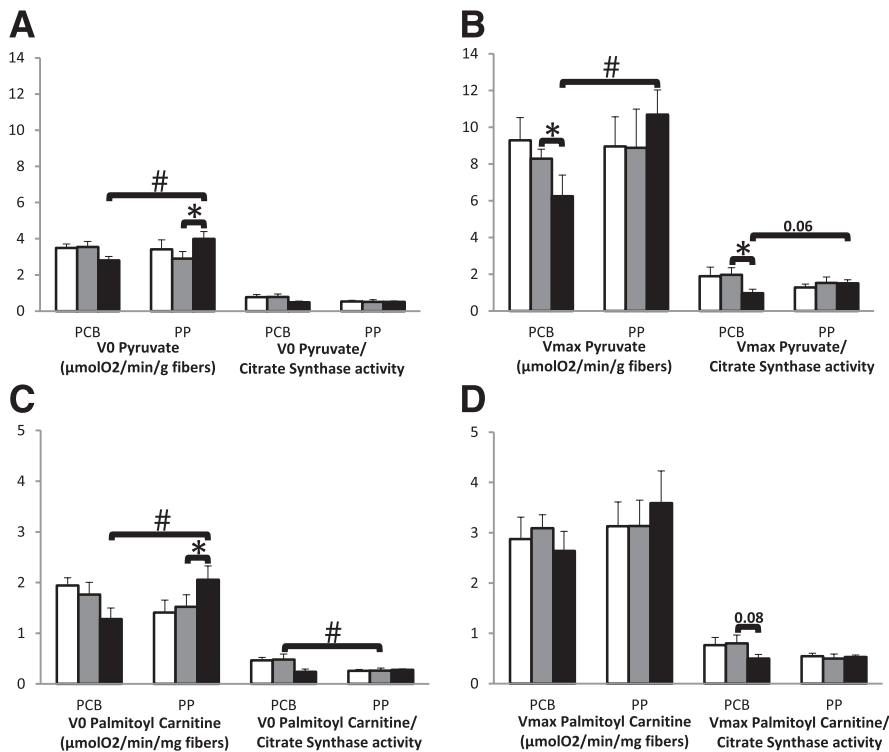 A
14
12
10
8
6
4
2
0
#
*
PCB PP PCB PP
V0 Pyruvate V0 Pyruvate/
(µmolO2/min/g fibers) Citrate Synthase activity
B
14
12
10
8
6
4
2
0
#
*
0.06
*
PCB PP PCB PP
Vmax Pyruvate Vmax Pyruvate/
(µmolO2/min/g fibers) Citrate Synthase activity
C
5
4
3
2
1
0
#
*
#
PCB PP PCB PP
V0 Palmitoyl Carnitine V0 Palmitoyl Carnitine/
(µmolO2/min/mg fibers) Citrate Synthase activity
D
5
4
3
2
1
0
0.08
PCB PP PCB PP
Vmax Palmitoyl Carnitine Vmax Palmitoyl Carnitine/
(µmolO2/min/mg fibers) Citrate Synthase activity